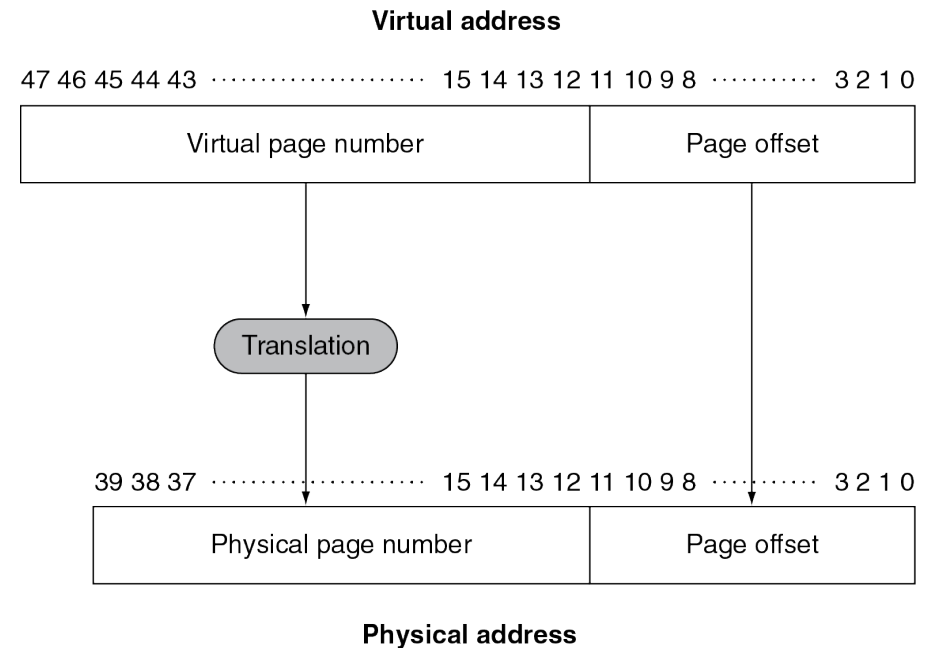 Virtual address
47 46 45 44 43 ······················ 15 14 13 12 11 10 9 8 ··········· 3 2 1 0
Virtual page number Page offset
Translation
39 38 37 ······················ 15 14 13 12 11 10 9 8 ··········· 3 2 1 0
Physical page number Page offset
Physical address